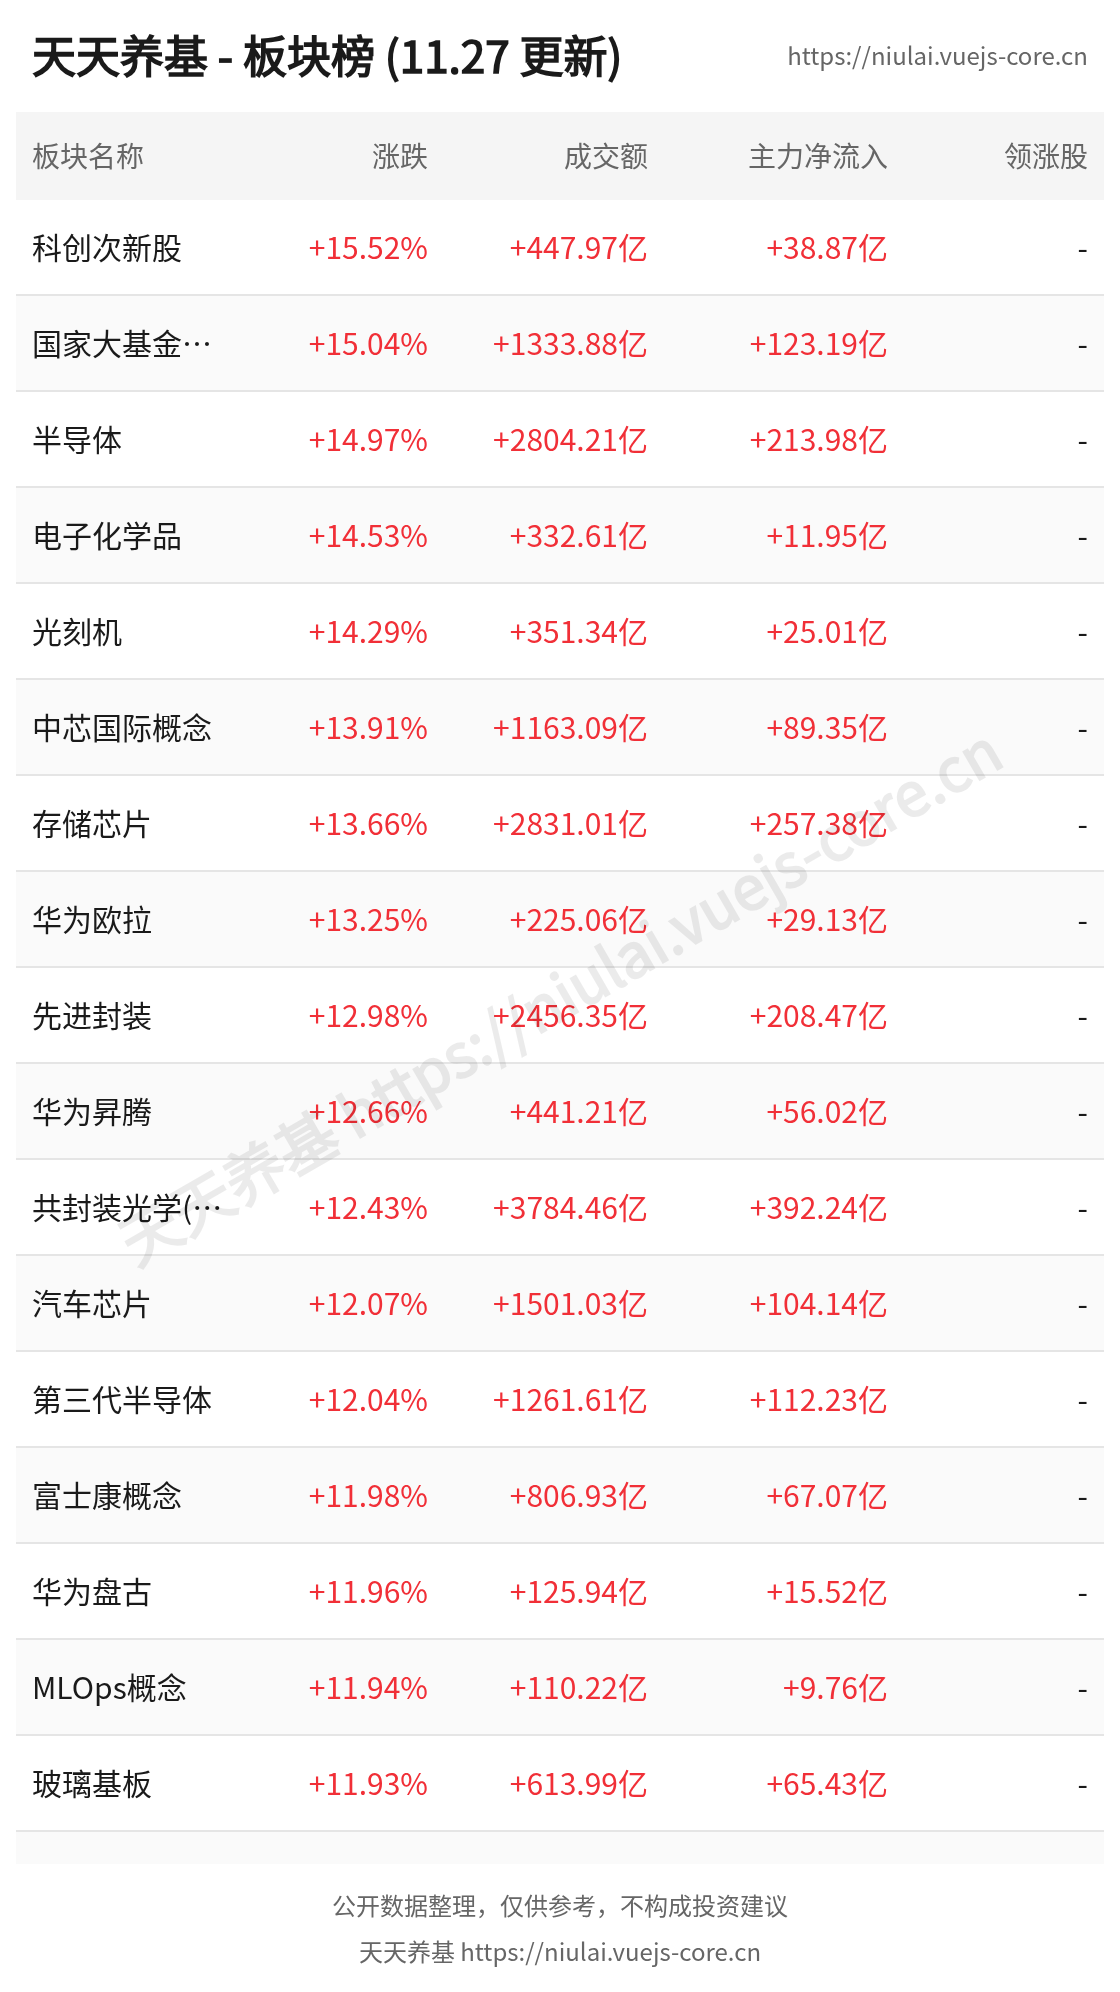 天天养基 - 板块榜 (11.27 更新) https://niulai.vuejs-core.cn
板块名称 涨跌 成交额 主力净流入 领涨股
科创次新股 +15.52% +447.97亿 +38.87亿 -
国家大基金… +15.04% +1333.88亿 +123.19亿 -
半导体 +14.97% +2804.21亿 +213.98亿 -
电子化学品 +14.53% +332.61亿 +11.95亿 -
光刻机 +14.29% +351.34亿 +25.01亿 -
中芯国际概念 +13.91% +1163.09亿 +89.35亿 -
存储芯片 +13.66% +2831.01亿 +257.38亿 -
华为欧拉 +13.25% +225.06亿 +29.13亿 -
先进封装 +12.98% +2456.35亿 +208.47亿 -
华为昇腾 +12.66% +441.21亿 +56.02亿 -
共封装光学(… +12.43% +3784.46亿 +392.24亿 -
汽车芯片 +12.07% +1501.03亿 +104.14亿 -
第三代半导体 +12.04% +1261.61亿 +112.23亿 -
富士康概念 +11.98% +806.93亿 +67.07亿 -
华为盘古 +11.96% +125.94亿 +15.52亿 -
MLOps概念 +11.94% +110.22亿 +9.76亿 -
玻璃基板 +11.93% +613.99亿 +65.43亿 -
天天养基 https://niulai.vuejs-core.cn
公开数据整理，仅供参考，不构成投资建议
天天养基 https://niulai.vuejs-core.cn